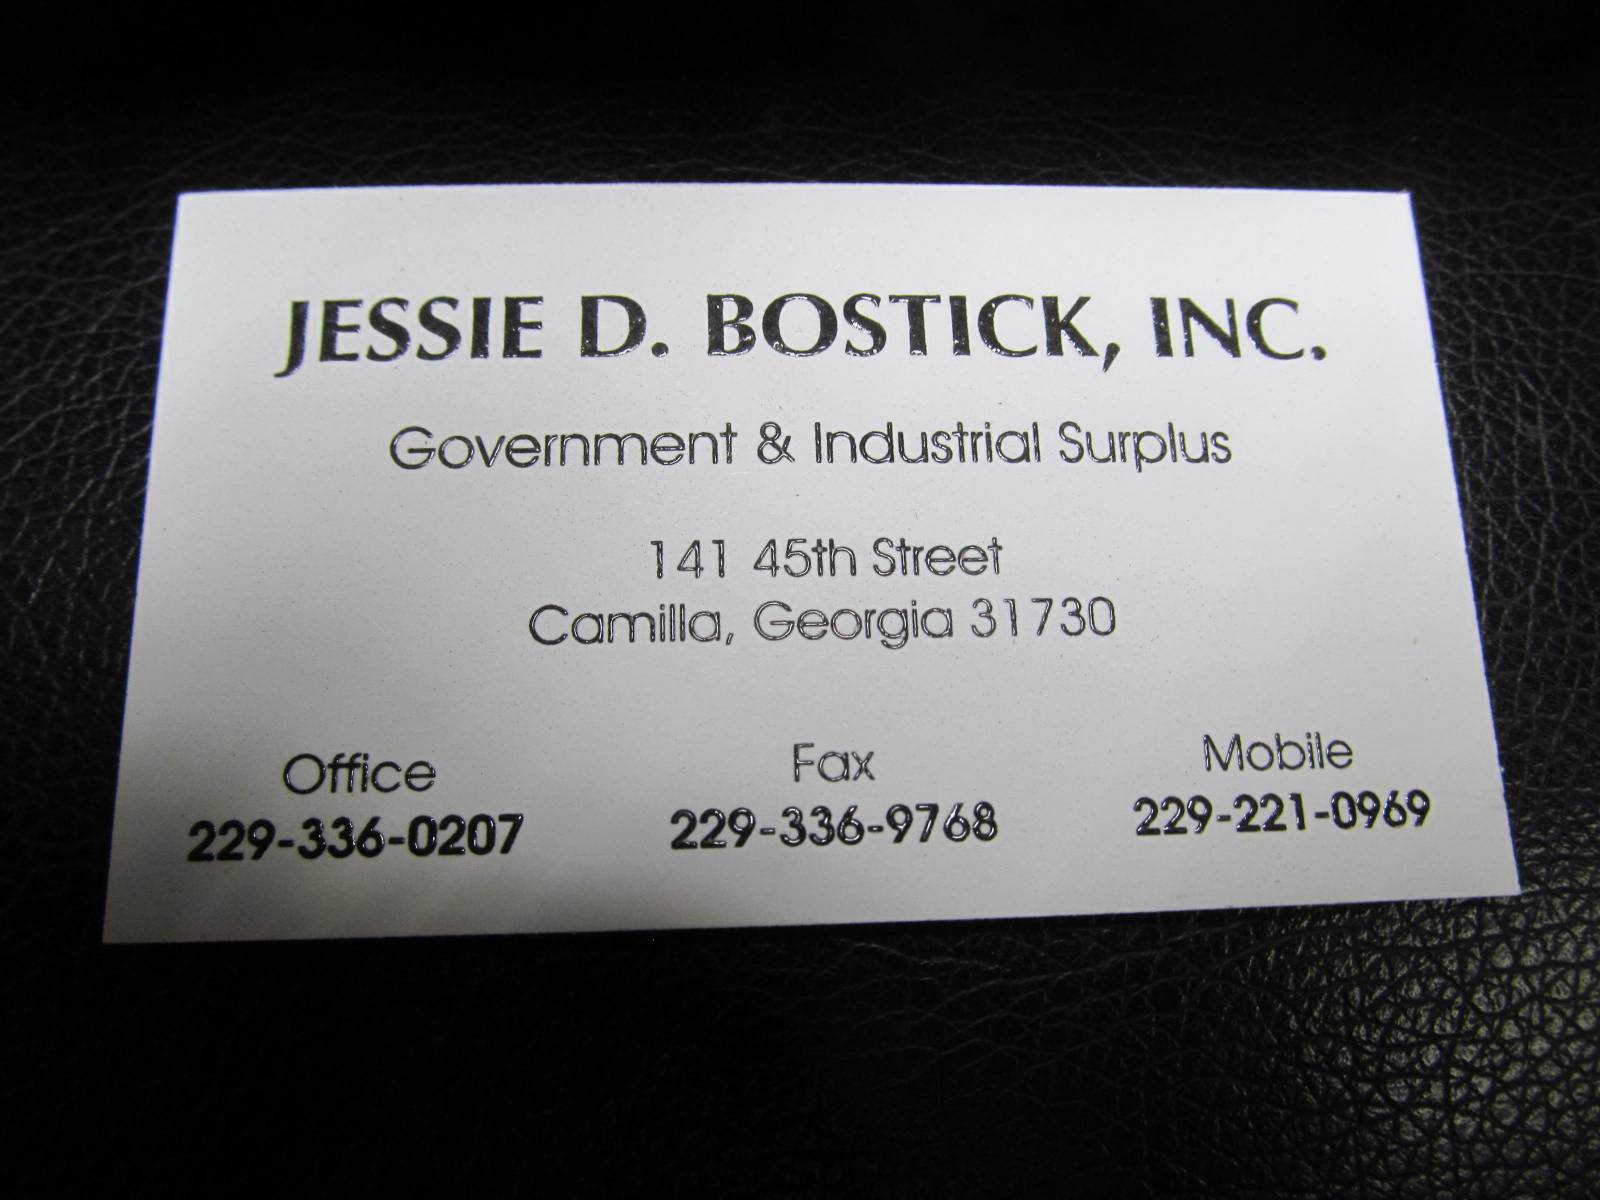 JESSIE D. BOSTICK, INC.
Government & Industrial Surplus
141 45th Street
Camilla, Georgia 31730
Office Fax Mobile
229-336-0207 229-336-9768 229-221-0969